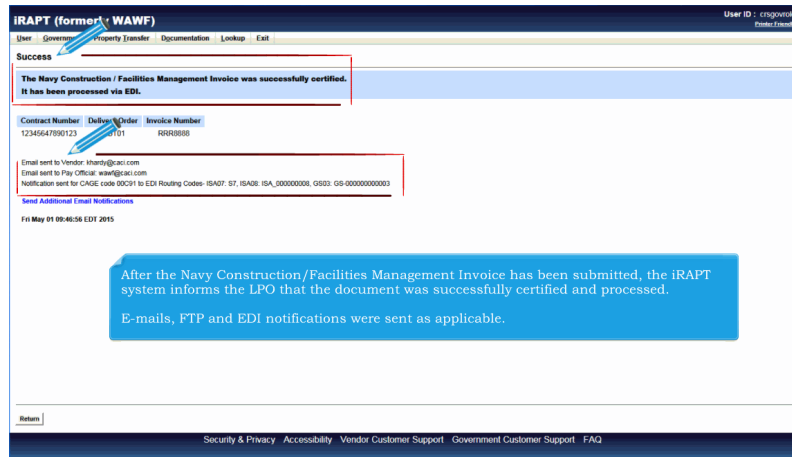 iRAPT (formerly WAWF)
User ID : crsgovrok
Printer Friend
User Governm Property Transfer Documentation Lookup Exit
Success
The Navy Construction / Facilities Management Invoice was successfully certified.
It has been processed via EDI.
Contract Number Delivery Order Invoice Number
12345647890123 RRR8888
Email sent to Vendor: khardy@caci.com
Email sent to Pay Official: wawf@caci.com
Notification sent for CAGE code 00C91 to EDI Routing Codes- ISA07: S7, ISA08: ISA_000000008, GS03: GS-000000000003
Send Additional Email Notifications
Fri May 01 09:46:56 EDT 2015
After the Navy Construction/Facilities Management Invoice has been submitted, the iRAPT
system informs the LPO that the document was successfully certified and processed.
E-mails, FTP and EDI notifications were sent as applicable.
Return
Security & Privacy Accessibility Vendor Customer Support Government Customer Support FAQ